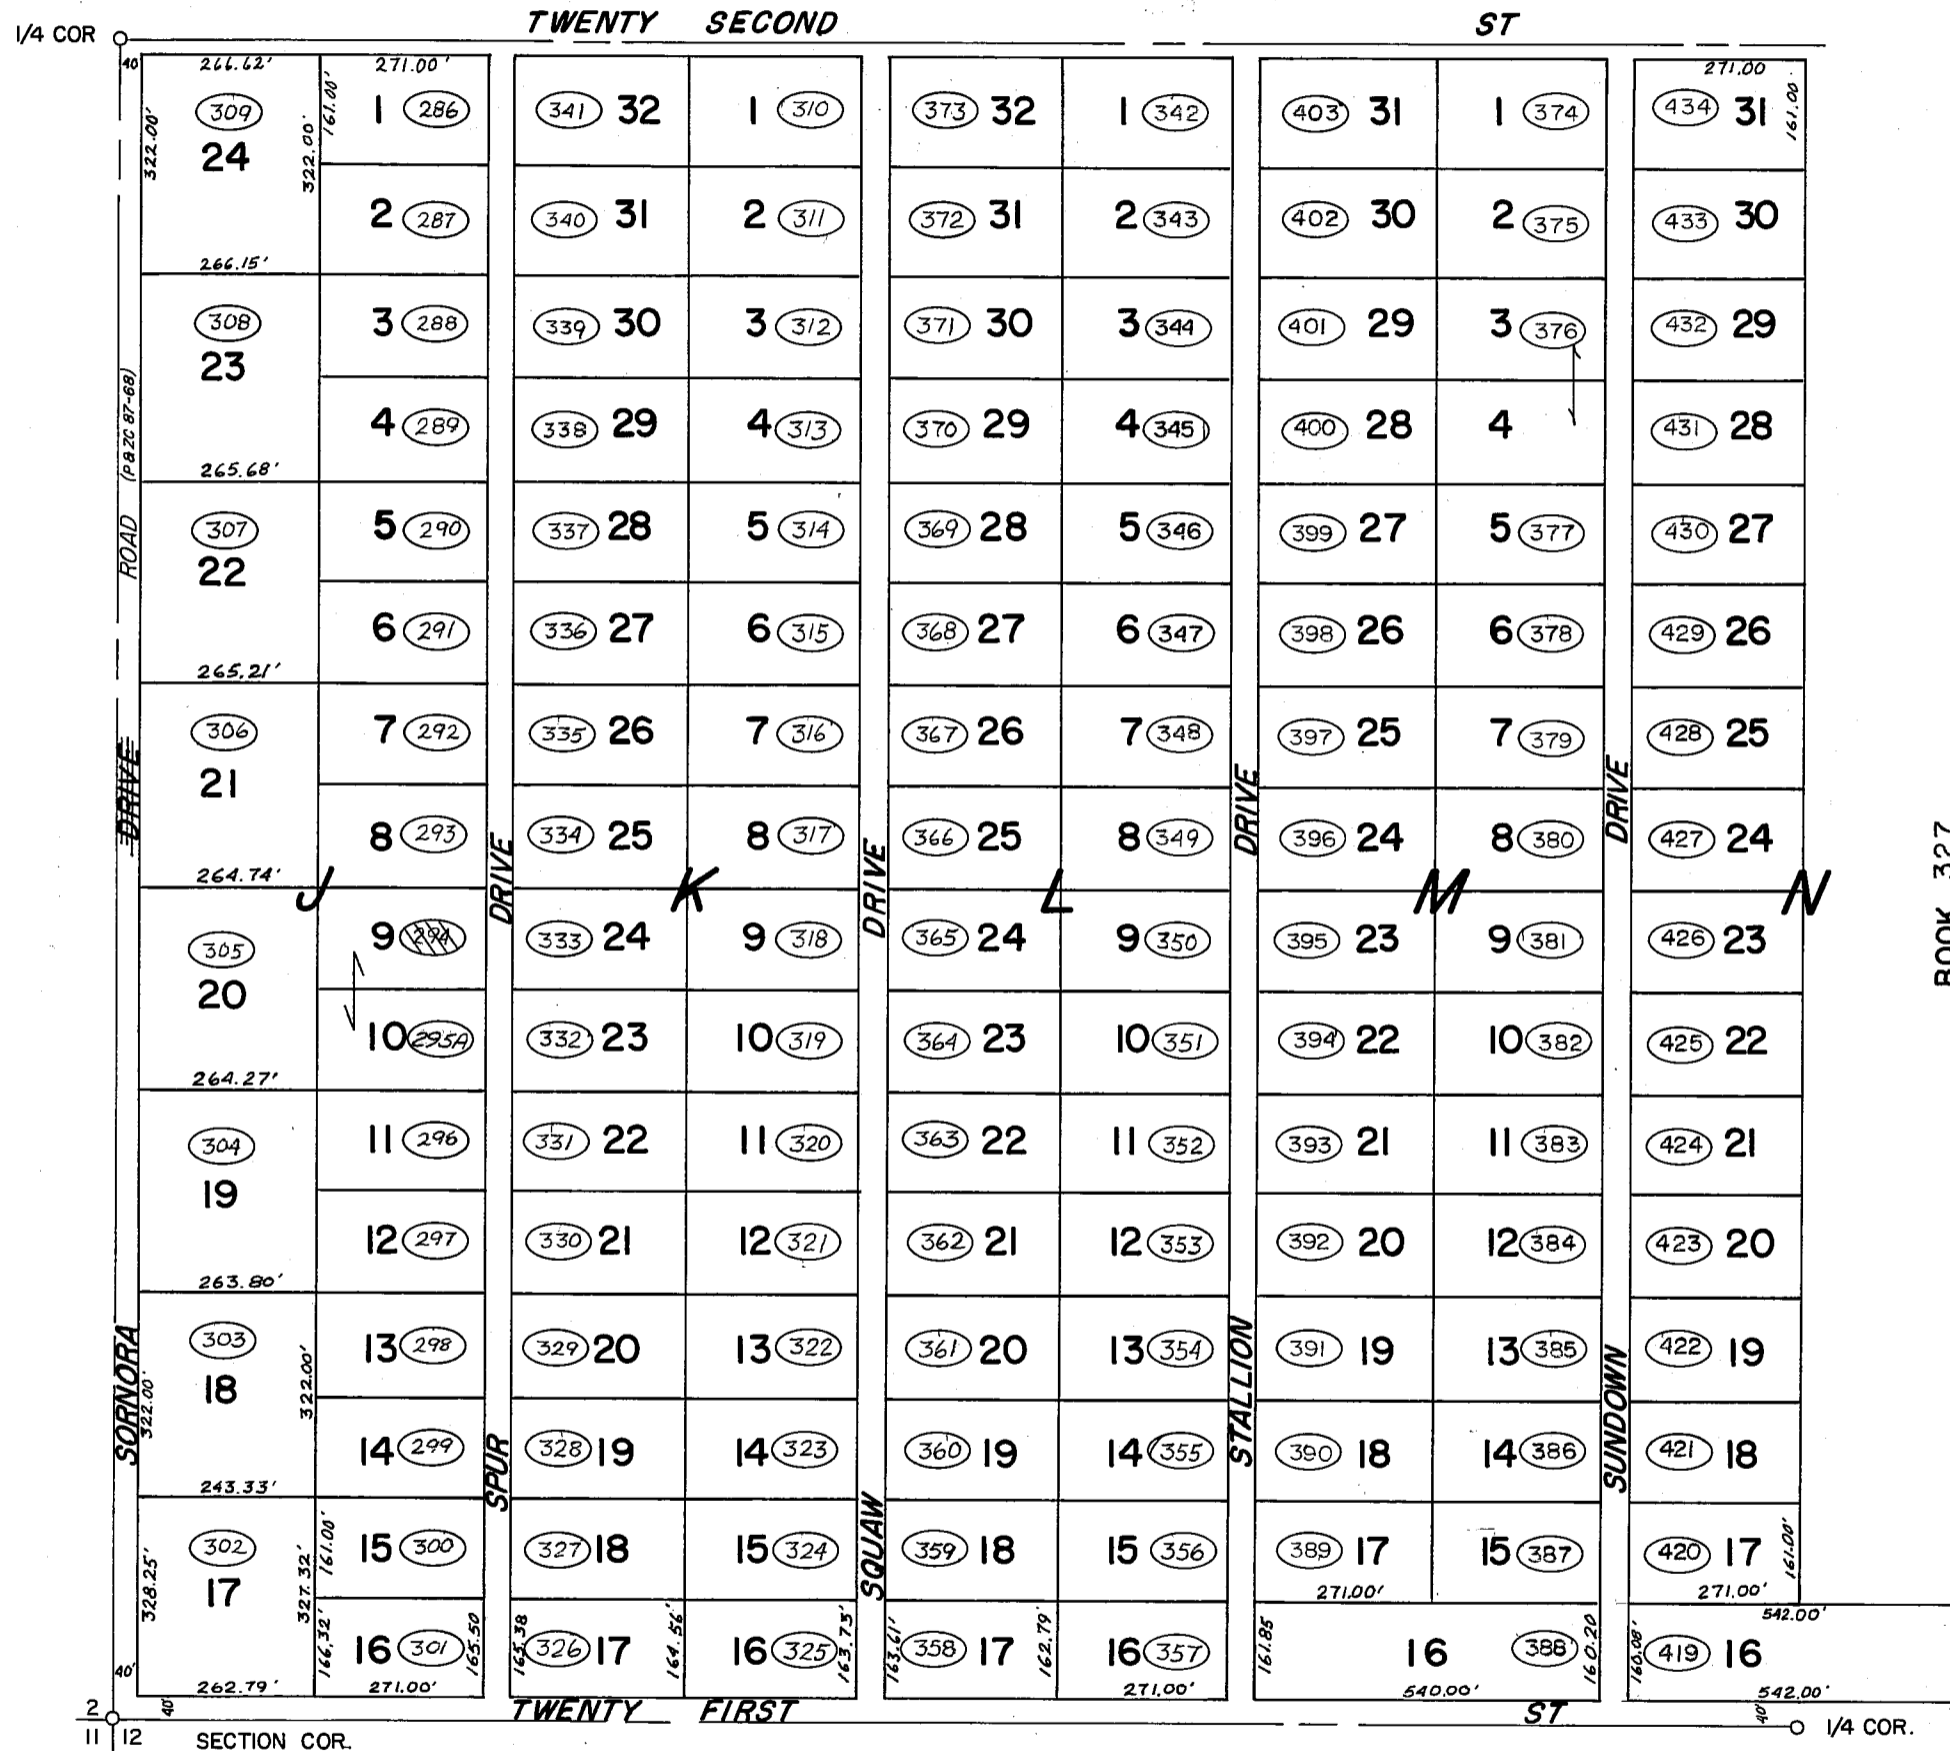 TWENTY SECOND ST
1/4 COR
40' 266.62' 271.00' 271.00
322.00' 322.00' 161.00' 161.00
309 1 286 341 32 1 310 373 32 1 342 403 31 1 374 434 31
24
2 287 340 31 2 311 372 31 2 343 402 30 2 375 433 30
266.15'
308 3 288 339 30 3 312 371 30 3 344 401 29 3 376 432 29
23
4 289 338 29 4 313 370 29 4 345 400 28 4 431 28
265.68'
ROAD (P&ZC 87-68)
307 5 290 337 28 5 314 369 28 5 346 399 27 5 377 430 27
22
6 291 336 27 6 315 368 27 6 347 398 26 6 378 429 26
265.21'
306 7 292 335 26 7 316 367 26 7 348 397 25 7 379 428 25
21
DRIVE
8 293 334 25 8 317 366 25 8 349 396 24 8 380 427 24
264.74'
J DRIVE K DRIVE L DRIVE M DRIVE N
BOOK 327
305 9 294 333 24 9 318 365 24 9 350 395 23 9 381 426 23
20
10 295A 332 23 10 319 364 23 10 351 394 22 10 382 425 22
264.27'
304 11 296 331 22 11 320 363 22 11 352 393 21 11 383 424 21
19
12 297 330 21 12 321 362 21 12 353 392 20 12 384 423 20
263.80'
303 13 298 329 20 13 322 361 20 13 354 391 19 13 385 422 19
18
SORNORA 322.00' 322.00' SPUR SQUAW STALLION SUNDOWN
14 299 328 19 14 323 360 19 14 355 390 18 14 386 421 18
243.33'
302 15 300 327 18 15 324 359 18 15 356 389 17 15 387 420 17
17
328.25' 327.32' 161.00' 161.00'
271.00' 271.00' 542.00'
16 301 326 17 16 325 358 17 16 357 16 388 419 16
166.32' 165.50 165.38 164.56' 163.73' 163.61' 162.79' 161.85 160.20 160.08'
40' 262.79' 271.00' 271.00' 540.00' 542.00'
40' TWENTY FIRST ST 40'
2
11 12 SECTION COR. 1/4 COR.